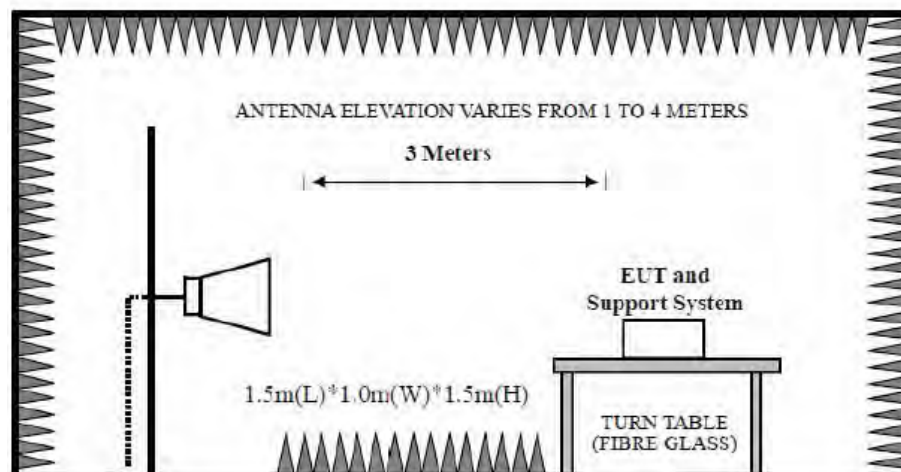 ANTENNA ELEVATION VARIES FROM 1 TO 4 METERS
3 Meters
EUT and
Support System
1.5m(L)*1.0m(W)*1.5m(H)
TURN TABLE
(FIBRE GLASS)